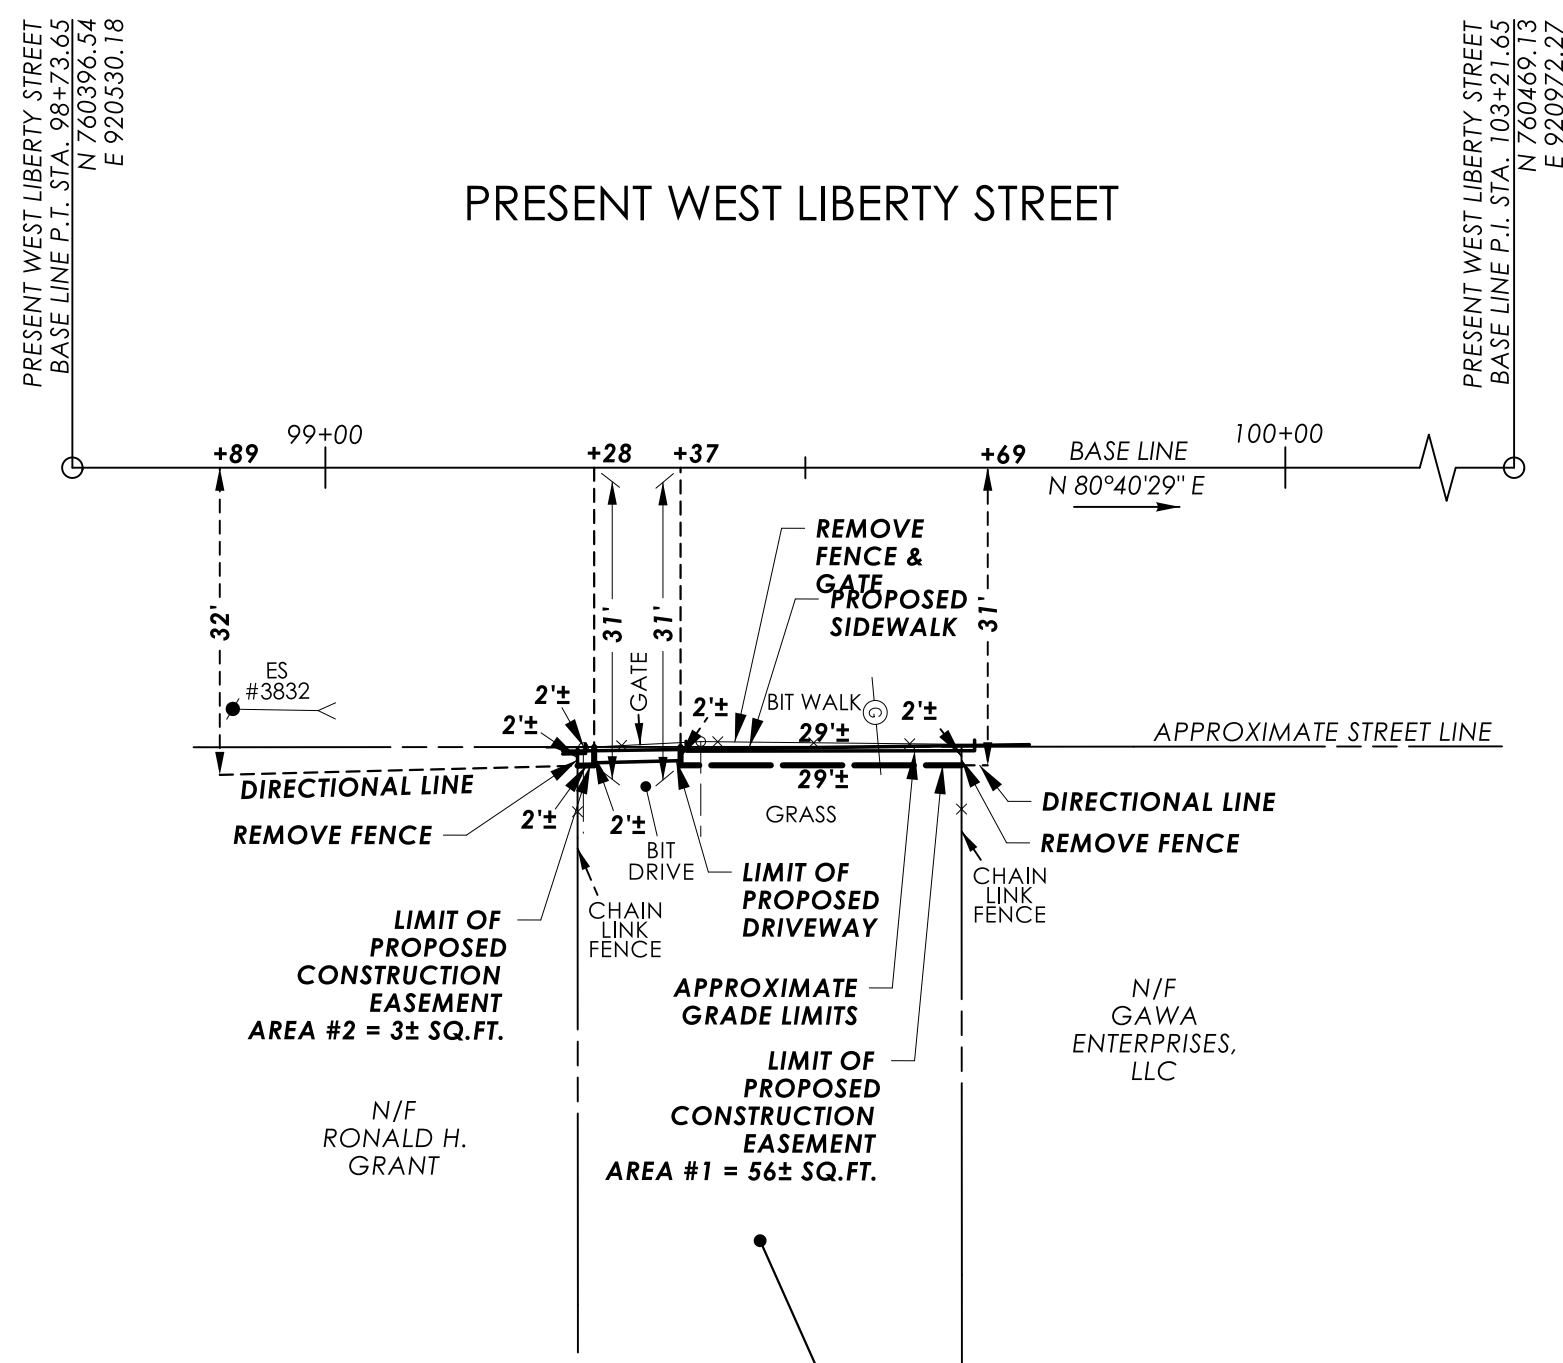 PRESENT WEST LIBERTY STREET
BASE LINE P.T. STA. 98+73.65
N 760396.54
E 920530.18
PRESENT WEST LIBERTY STREET
BASE LINE P.I. STA. 103+21.65
N 760469.13
E 920972.27
PRESENT WEST LIBERTY STREET
+89
99+00
+28
+37
+69
BASE LINE
N 80°40'29" E
100+00
32'
31'
31'
31'
REMOVE
FENCE &
GATE
PROPOSED
SIDEWALK
ES
#3832
GATE
2'±
2'±
2'±
BIT WALK
G
2'±
29'±
APPROXIMATE STREET LINE
29'±
DIRECTIONAL LINE
REMOVE FENCE
2'±
2'±
BIT
DRIVE
GRASS
DIRECTIONAL LINE
REMOVE FENCE
LIMIT OF
PROPOSED
DRIVEWAY
CHAIN
LINK
FENCE
CHAIN
LINK
FENCE
LIMIT OF
PROPOSED
CONSTRUCTION
EASEMENT
AREA #2 = 3± SQ.FT.
APPROXIMATE
GRADE LIMITS
N/F
GAWA
ENTERPRISES,
LLC
LIMIT OF
PROPOSED
CONSTRUCTION
EASEMENT
AREA #1 = 56± SQ.FT.
N/F
RONALD H.
GRANT